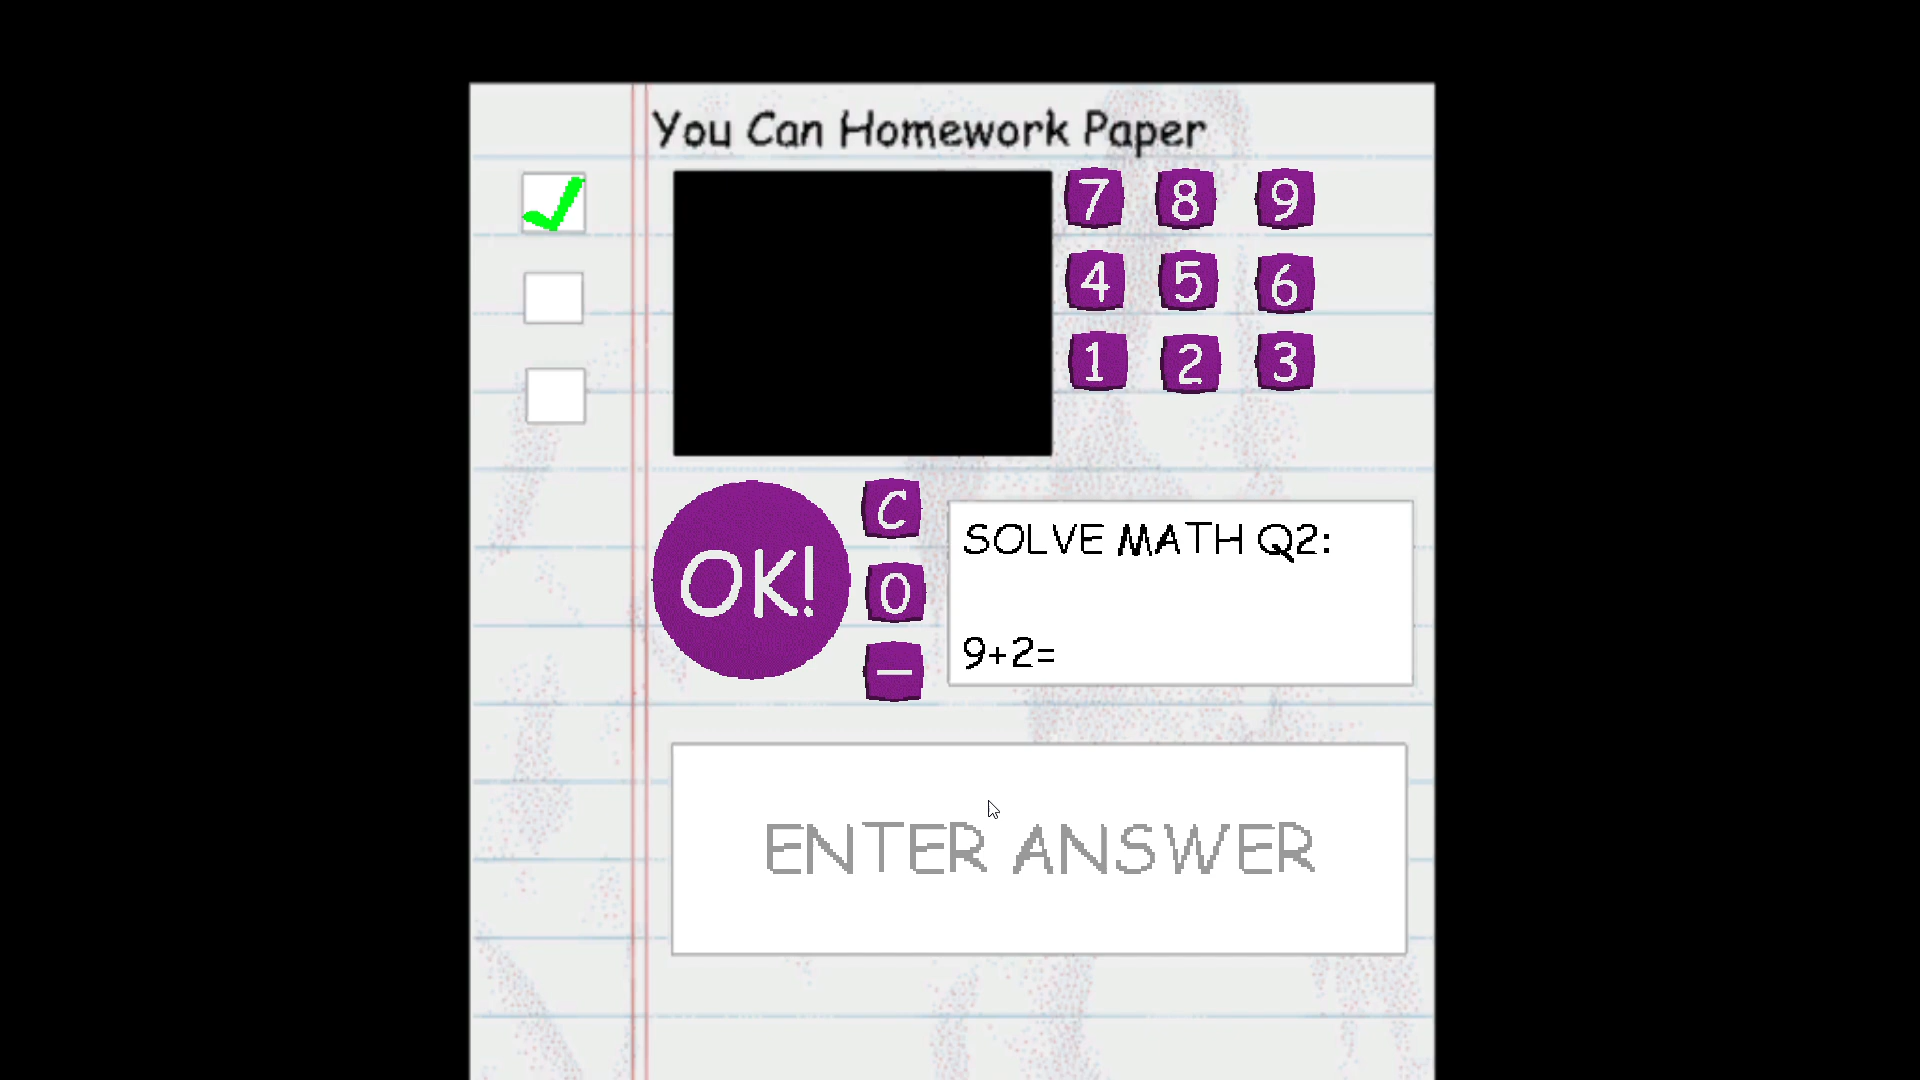 You Can Homework Paper
7 8 9
4 5 6
1 2 3
OK!
C
0
—
SOLVE MATH Q2:
9+2=
ENTER ANSWER